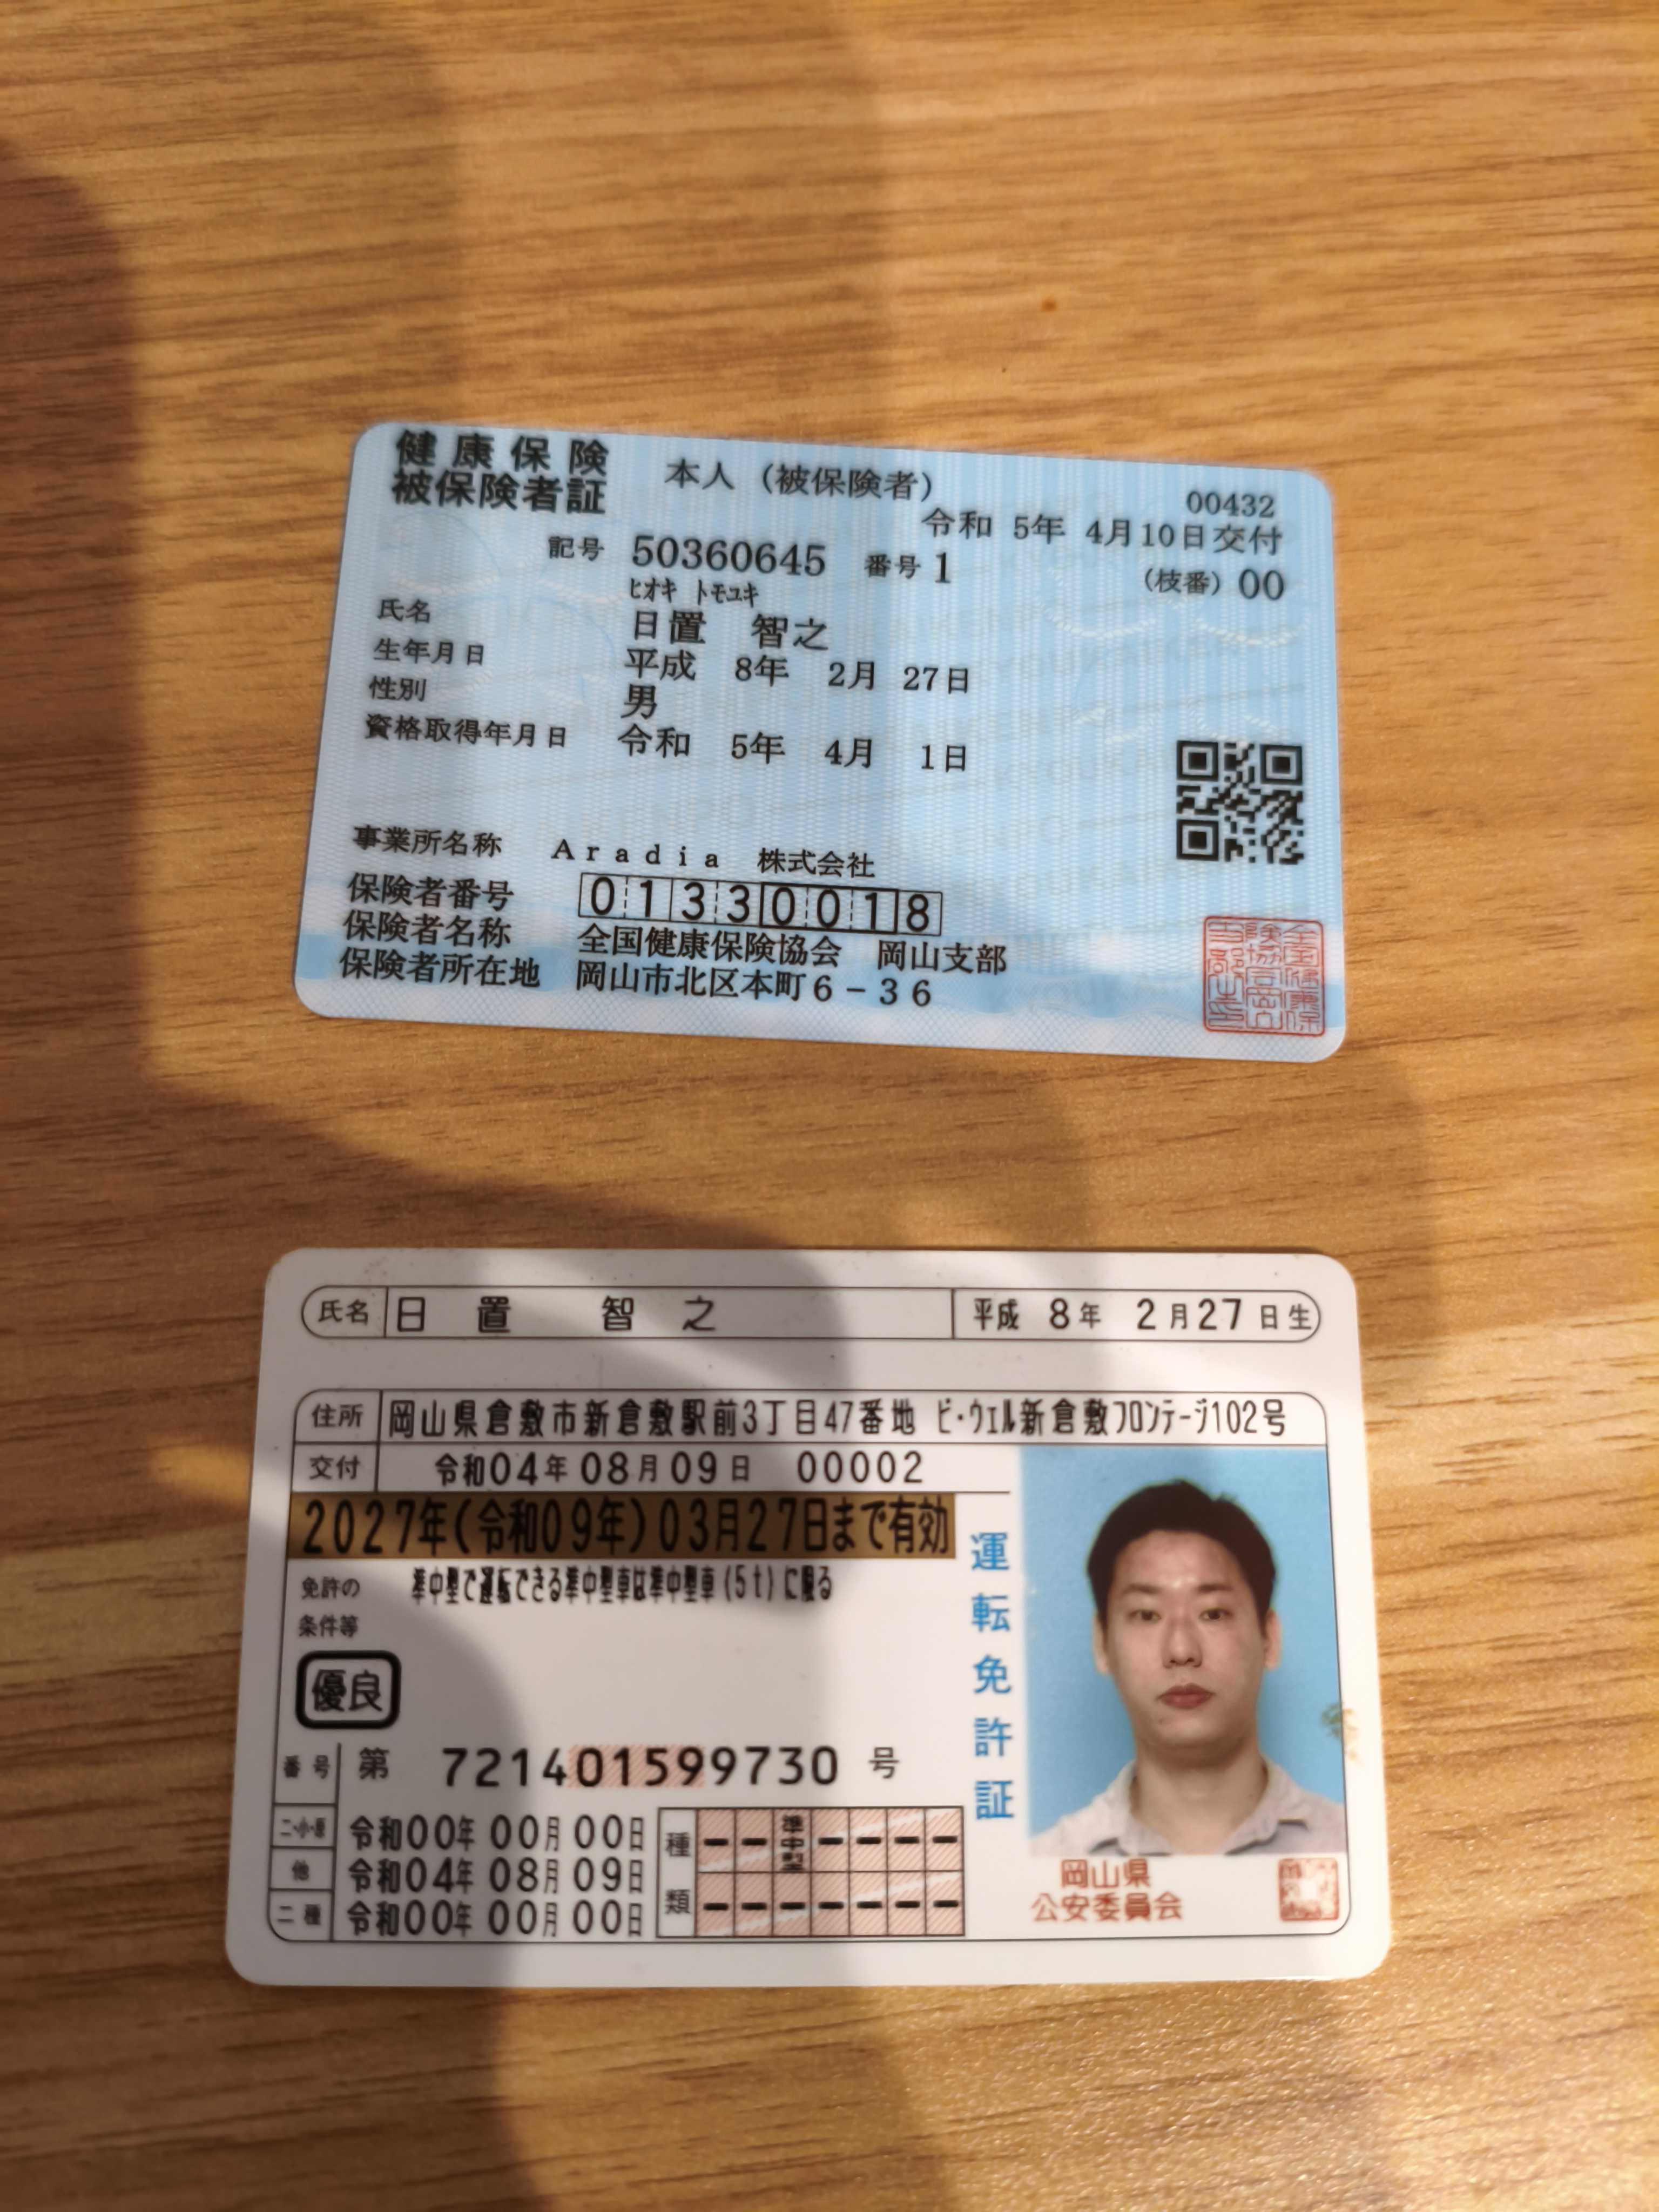 健康保険
被保険者証
本人（被保険者）
00432
令和 5年 4月10日交付
記号 50360645 番号 1 （枝番）00
ﾋｵｷ ﾄﾓﾕｷ
氏名 日置 智之
生年月日 平成 8年 2月 27日
性別 男
資格取得年月日 令和 5年 4月 1日
事業所名称 Aradia 株式会社
保険者番号 01330018
保険者名称 全国健康保険協会 岡山支部
保険者所在地 岡山市北区本町6－36
氏名 日置 智之 平成 8年 2月27日生
住所 岡山県倉敷市新倉敷駅前3丁目47番地 ﾋﾞ･ｳｪﾙ新倉敷ﾌﾛﾝﾃｰｼﾞ102号
交付 令和04年08月09日 00002
2027年(令和09年)03月27日まで有効
免許の
条件等
準中型で運転できる準中型車は準中型車(5t)に限る
優良
番号 第 721401599730 号
二・小・原 令和00年00月00日
他 令和04年08月09日
二種 令和00年00月00日
種類
準中型
運転免許証
岡山県
公安委員会